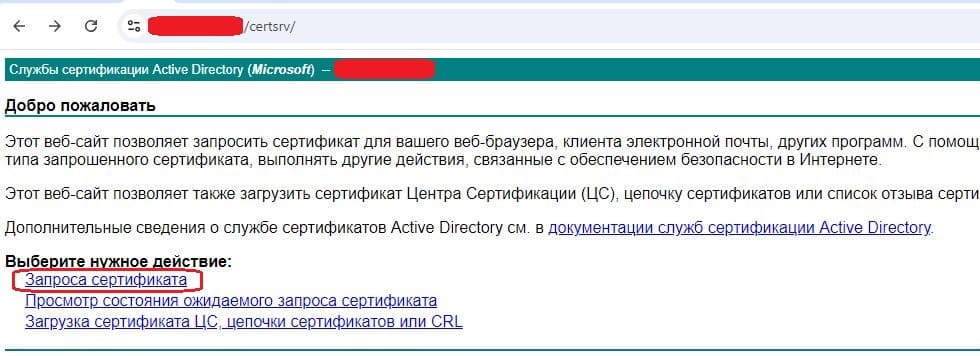 /certsrv/
Службы сертификации Active Directory (Microsoft) --
Добро пожаловать
Этот веб-сайт позволяет запросить сертификат для вашего веб-браузера, клиента электронной почты, других программ. С помощ
типа запрошенного сертификата, выполнять другие действия, связанные с обеспечением безопасности в Интернете.
Этот веб-сайт позволяет также загрузить сертификат Центра Сертификации (ЦС), цепочку сертификатов или список отзыва серти
Дополнительные сведения о службе сертификатов Active Directory см. в документации служб сертификации Active Directory.
Выберите нужное действие:
Запроса сертификата
Просмотр состояния ожидаемого запроса сертификата
Загрузка сертификата ЦС, цепочки сертификатов или CRL